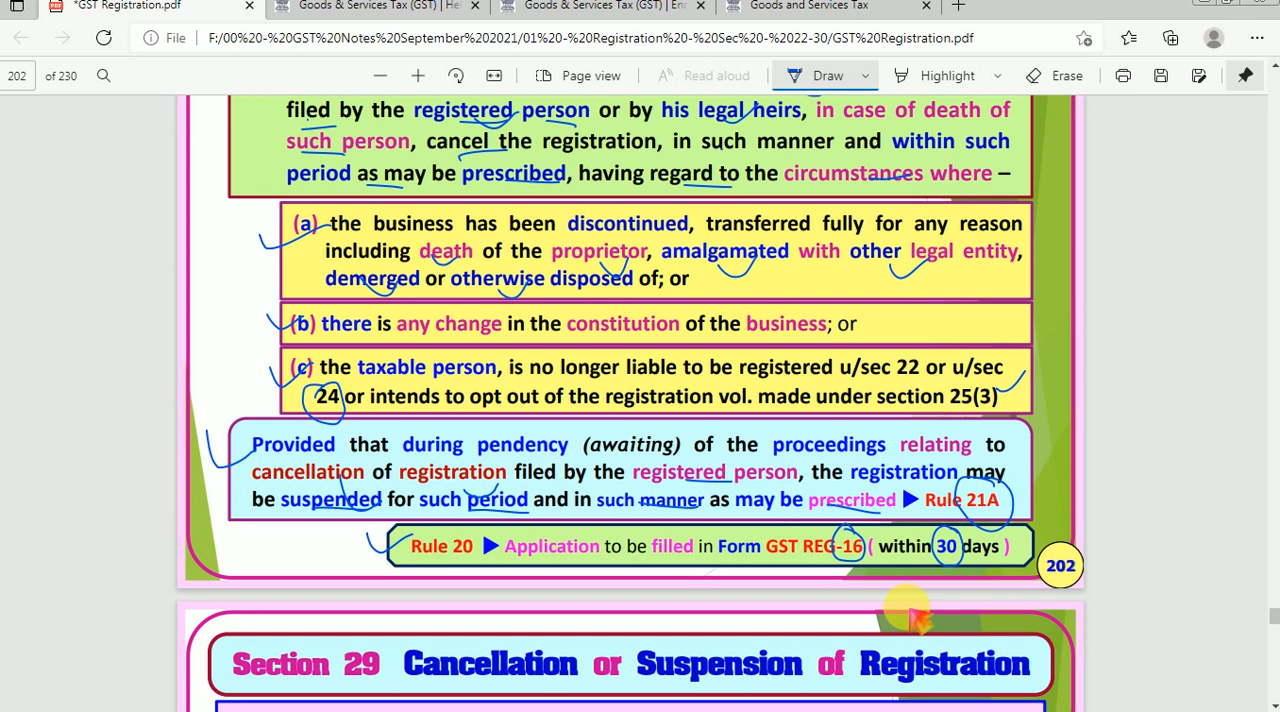 *GST Registration.pdf
Goods & Services Tax (GST) | He
Goods & Services Tax (GST) | Enr
Goods and Services Tax
File F:/00%20-%20GST%20Notes%20September%202221/01%20-%20Registration%20-%20Sec%20-%2022-30/GST%20Registration.pdf
202 of 230 Page view Read aloud Draw Highlight Erase
filed by the registered person or by his legal heirs, in case of death of
such person, cancel the registration, in such manner and within such
period as may be prescribed, having regard to the circumstances where –
(a) the business has been discontinued, transferred fully for any reason
including death of the proprietor, amalgamated with other legal entity,
demerged or otherwise disposed of; or
(b) there is any change in the constitution of the business; or
(c) the taxable person, is no longer liable to be registered u/sec 22 or u/sec
24 or intends to opt out of the registration vol. made under section 25(3)
Provided that during pendency (awaiting) of the proceedings relating to
cancellation of registration filed by the registered person, the registration may
be suspended for such period and in such manner as may be prescribed ▶ Rule 21A
Rule 20 ▶ Application to be filled in Form GST REG-16 ( within 30 days )
202
Section 29 Cancellation or Suspension of Registration